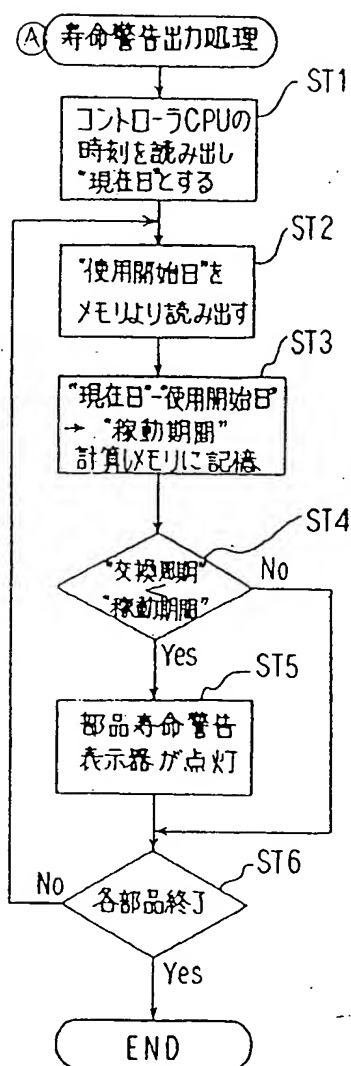 A 寿命警告出力処理
ST1
コントローラCPUの
時刻を読み出し
"現在日"とする
ST2
"使用開始日"を
メモリより読み出す
ST3
"現在日"-"使用開始日"
→ "稼動期間"
計算しメモリに記憶
ST4
"交換周期"
<
"稼動期間"
No
Yes
ST5
部品寿命警告
表示器が点灯
ST6
No
各部品終了
Yes
END